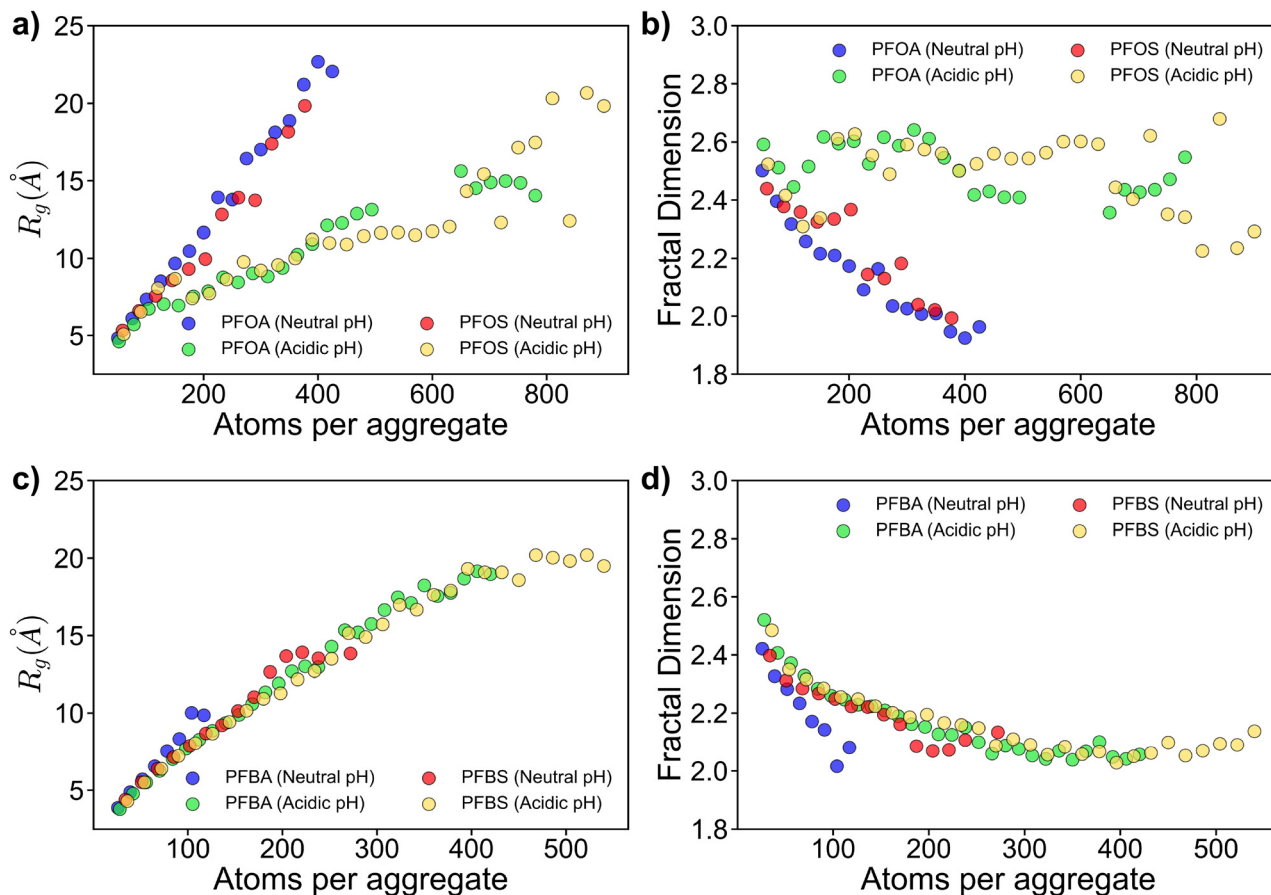 a)
25
20
15
10
5
R_g(Å)
PFOA (Neutral pH)
PFOA (Acidic pH)
PFOS (Neutral pH)
PFOS (Acidic pH)
200 400 600 800
Atoms per aggregate
b)
3.0
2.8
2.6
2.4
2.2
2.0
1.8
Fractal Dimension
PFOA (Neutral pH)
PFOA (Acidic pH)
PFOS (Neutral pH)
PFOS (Acidic pH)
200 400 600 800
Atoms per aggregate
c)
25
20
15
10
5
R_g(Å)
PFBA (Neutral pH)
PFBA (Acidic pH)
PFBS (Neutral pH)
PFBS (Acidic pH)
100 200 300 400 500
Atoms per aggregate
d)
3.0
2.8
2.6
2.4
2.2
2.0
1.8
Fractal Dimension
PFBA (Neutral pH)
PFBA (Acidic pH)
PFBS (Neutral pH)
PFBS (Acidic pH)
100 200 300 400 500
Atoms per aggregate